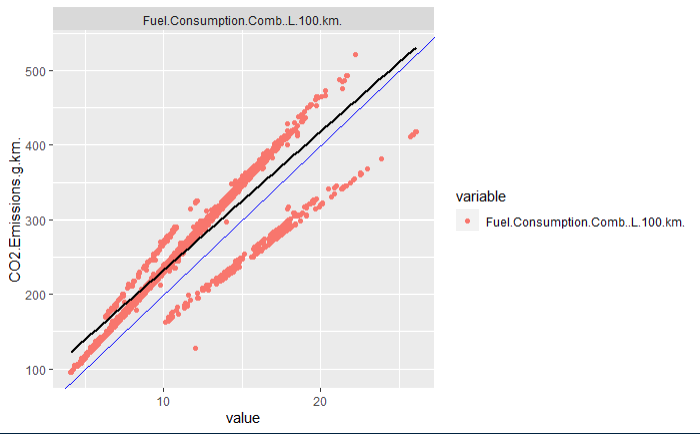 Fuel.Consumption.Comb..L.100.km.
500
400
300
200
100
CO2.Emissions.g.km.
10
20
value
variable
Fuel.Consumption.Comb..L.100.km.